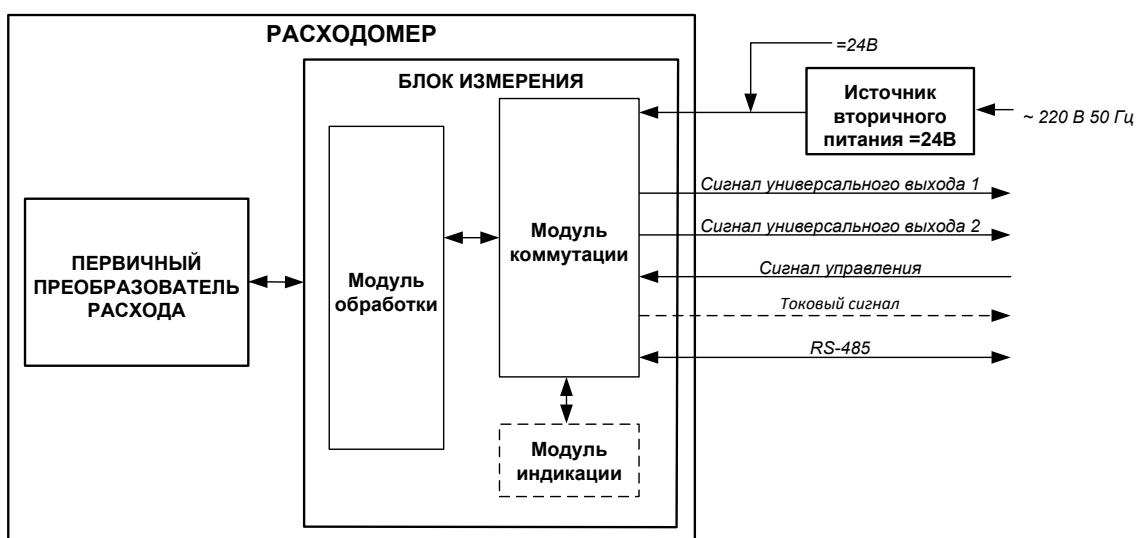 РАСХОДОМЕР
=24В
БЛОК ИЗМЕРЕНИЯ
Источник
вторичного
питания =24В
~ 220 В 50 Гц
Сигнал универсального выхода 1
Сигнал универсального выхода 2
Модуль
коммутации
Сигнал управления
ПЕРВИЧНЫЙ
ПРЕОБРАЗОВАТЕЛЬ
РАСХОДА
Модуль
обработки
Токовый сигнал
RS-485
Модуль
индикации